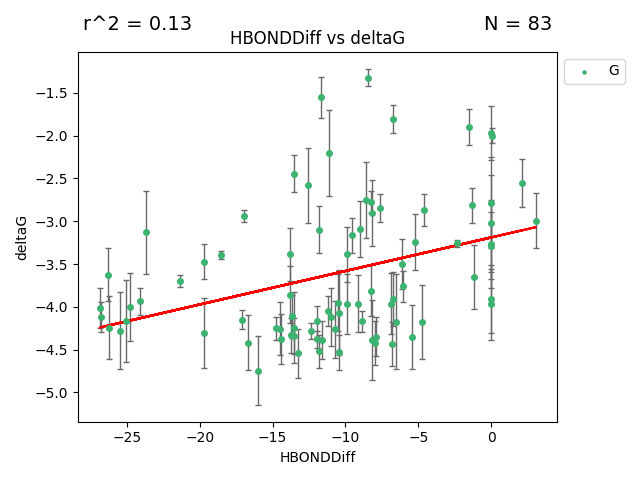 r^2 = 0.13
N = 83
HBONDDiff vs deltaG
G
−1.5
−2.0
−2.5
−3.0
−3.5
−4.0
−4.5
−5.0
deltaG
−25
−20
−15
−10
−5
0
HBONDDiff